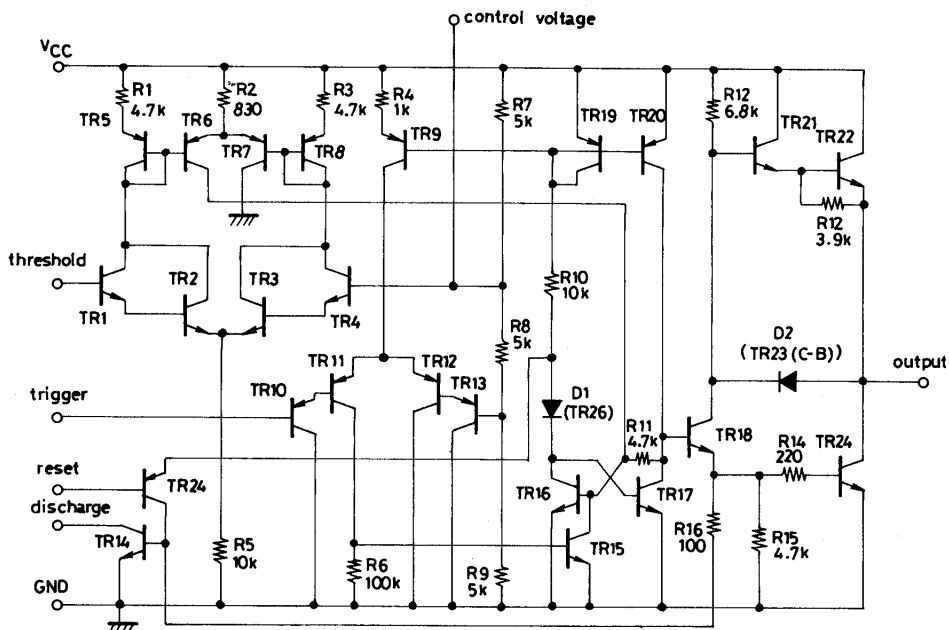 control voltage
VCC
R1
4.7k
R2
830
R3
4.7k
R4
1k
R7
5k
R12
6.8k
TR5
TR6
TR7
TR8
TR9
TR19
TR20
TR21
TR22
R12
3.9k
threshold
TR1
TR2
TR3
TR4
R10
10k
R8
5k
D2
(TR23(C-B))
output
TR11
TR12
TR10
TR13
D1
(TR26)
trigger
R11
4.7k
TR18
R14
220
TR24
reset
TR24
discharge
TR14
TR16
TR17
R16
100
R15
4.7k
TR15
R5
10k
R6
100k
R9
5k
GND